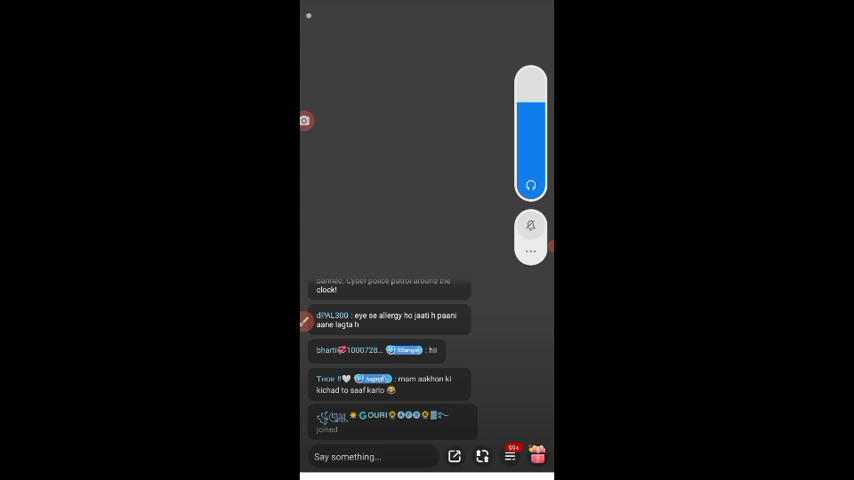 banned. Cyber police patrol around the
clock!
dPAL300 : eye se allergy ho jaati h paani
aane lagta h
bharti💞1000728... : hii
Thor !!🤍 : mam aakhon ki
kichad to saaf karlo 😂
GOURI
joined
Say something...
99+